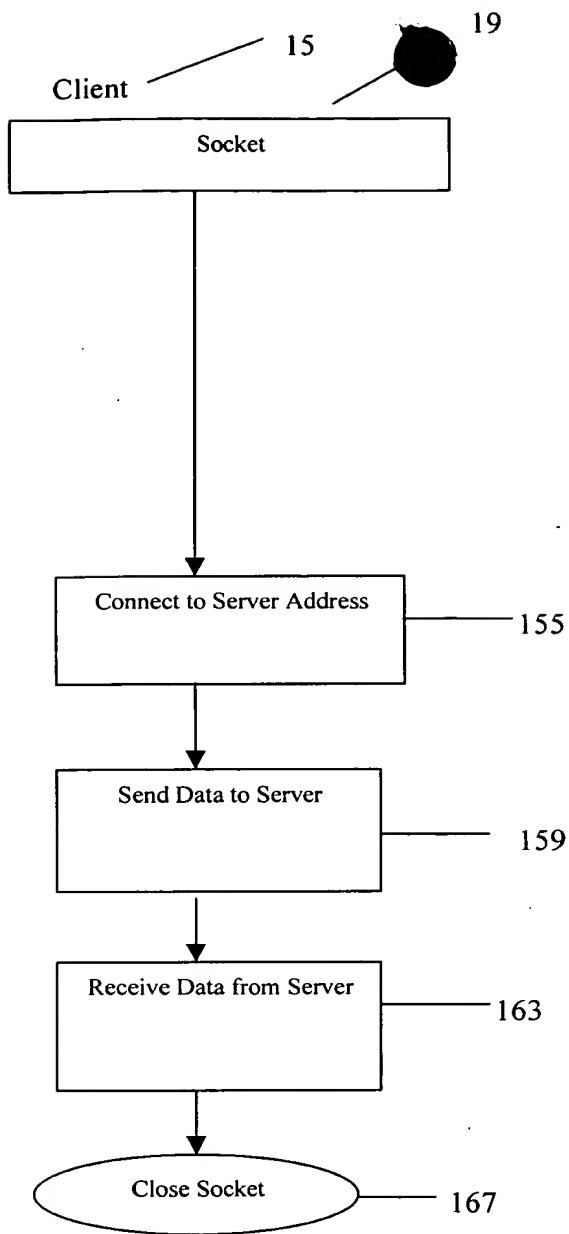 19
15
Client
Socket
Connect to Server Address
155
Send Data to Server
159
Receive Data from Server
163
Close Socket
167